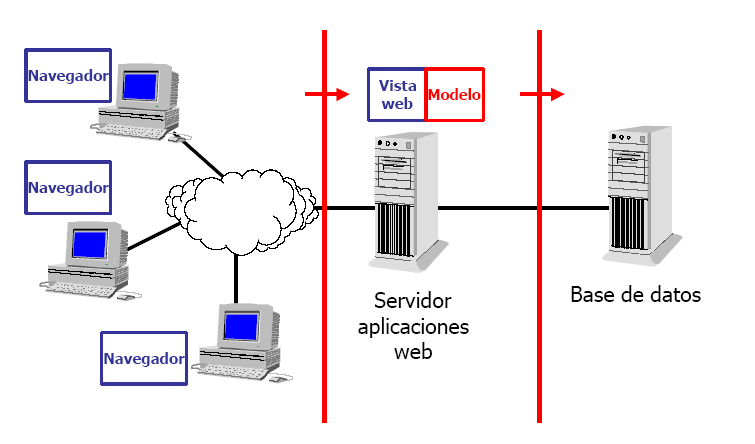 Navegador
Vista
web
Modelo
Navegador
Navegador
Servidor
aplicaciones
web
Base de datos